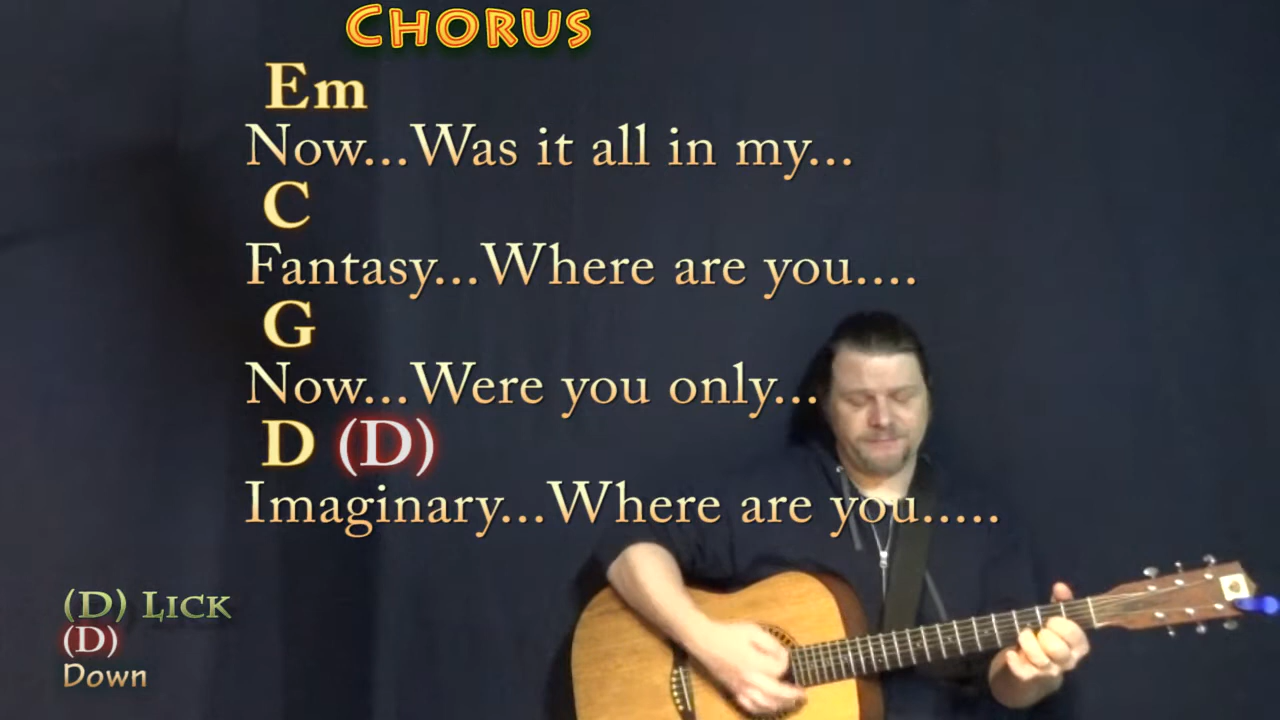 CHORUS
Em
Now...Was it all in my...
C
Fantasy...Where are you....
G
Now...Were you only...
D (D)
Imaginary...Where are you.....
(D) LICK
(D)
Down